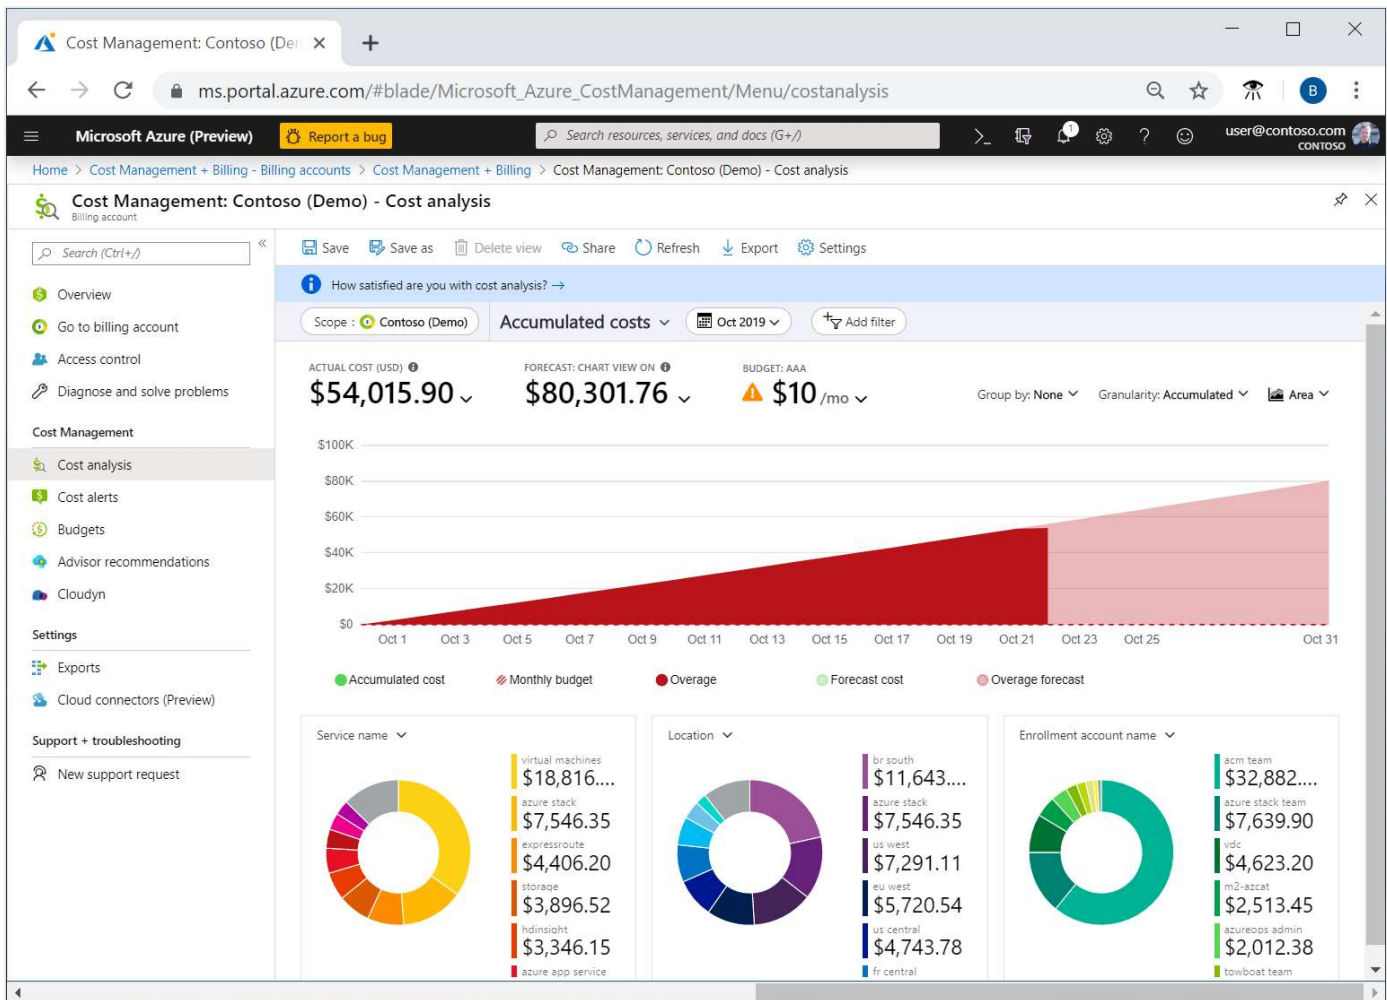 Cost Management: Contoso (Der
ms.portal.azure.com/#blade/Microsoft_Azure_CostManagement/Menu/costanalysis
B
Microsoft Azure (Preview)
Report a bug
Search resources, services, and docs (G+/)
1
user@contoso.com
CONTOSO
Home > Cost Management + Billing - Billing accounts > Cost Management + Billing > Cost Management: Contoso (Demo) - Cost analysis
Cost Management: Contoso (Demo) - Cost analysis
Billing account
Search (Ctrl+/)
«
Overview
Go to billing account
Access control
Diagnose and solve problems
Cost Management
Cost analysis
Cost alerts
Budgets
Advisor recommendations
Cloudyn
Settings
Exports
Cloud connectors (Preview)
Support + troubleshooting
New support request
Save
Save as
Delete view
Share
Refresh
Export
Settings
How satisfied are you with cost analysis? →
Scope : Contoso (Demo)
Accumulated costs
Oct 2019
Add filter
ACTUAL COST (USD)
$54,015.90
FORECAST: CHART VIEW ON
$80,301.76
BUDGET: AAA
$10 /mo
Group by: None
Granularity: Accumulated
Area
$100K
$80K
$60K
$40K
$20K
$0
Oct 1 Oct 3 Oct 5 Oct 7 Oct 9 Oct 11 Oct 13 Oct 15 Oct 17 Oct 19 Oct 21 Oct 23 Oct 25 Oct 31
Accumulated cost
Monthly budget
Overage
Forecast cost
Overage forecast
Service name
virtual machines
$18,816....
azure stack
$7,546.35
expressroute
$4,406.20
storage
$3,896.52
hdinsight
$3,346.15
azure app service
Location
br south
$11,643....
azure stack
$7,546.35
us west
$7,291.11
eu west
$5,720.54
us central
$4,743.78
fr central
Enrollment account name
acm team
$32,882....
azure stack team
$7,639.90
vdc
$4,623.20
m2-azcat
$2,513.45
azureops admin
$2,012.38
towboat team